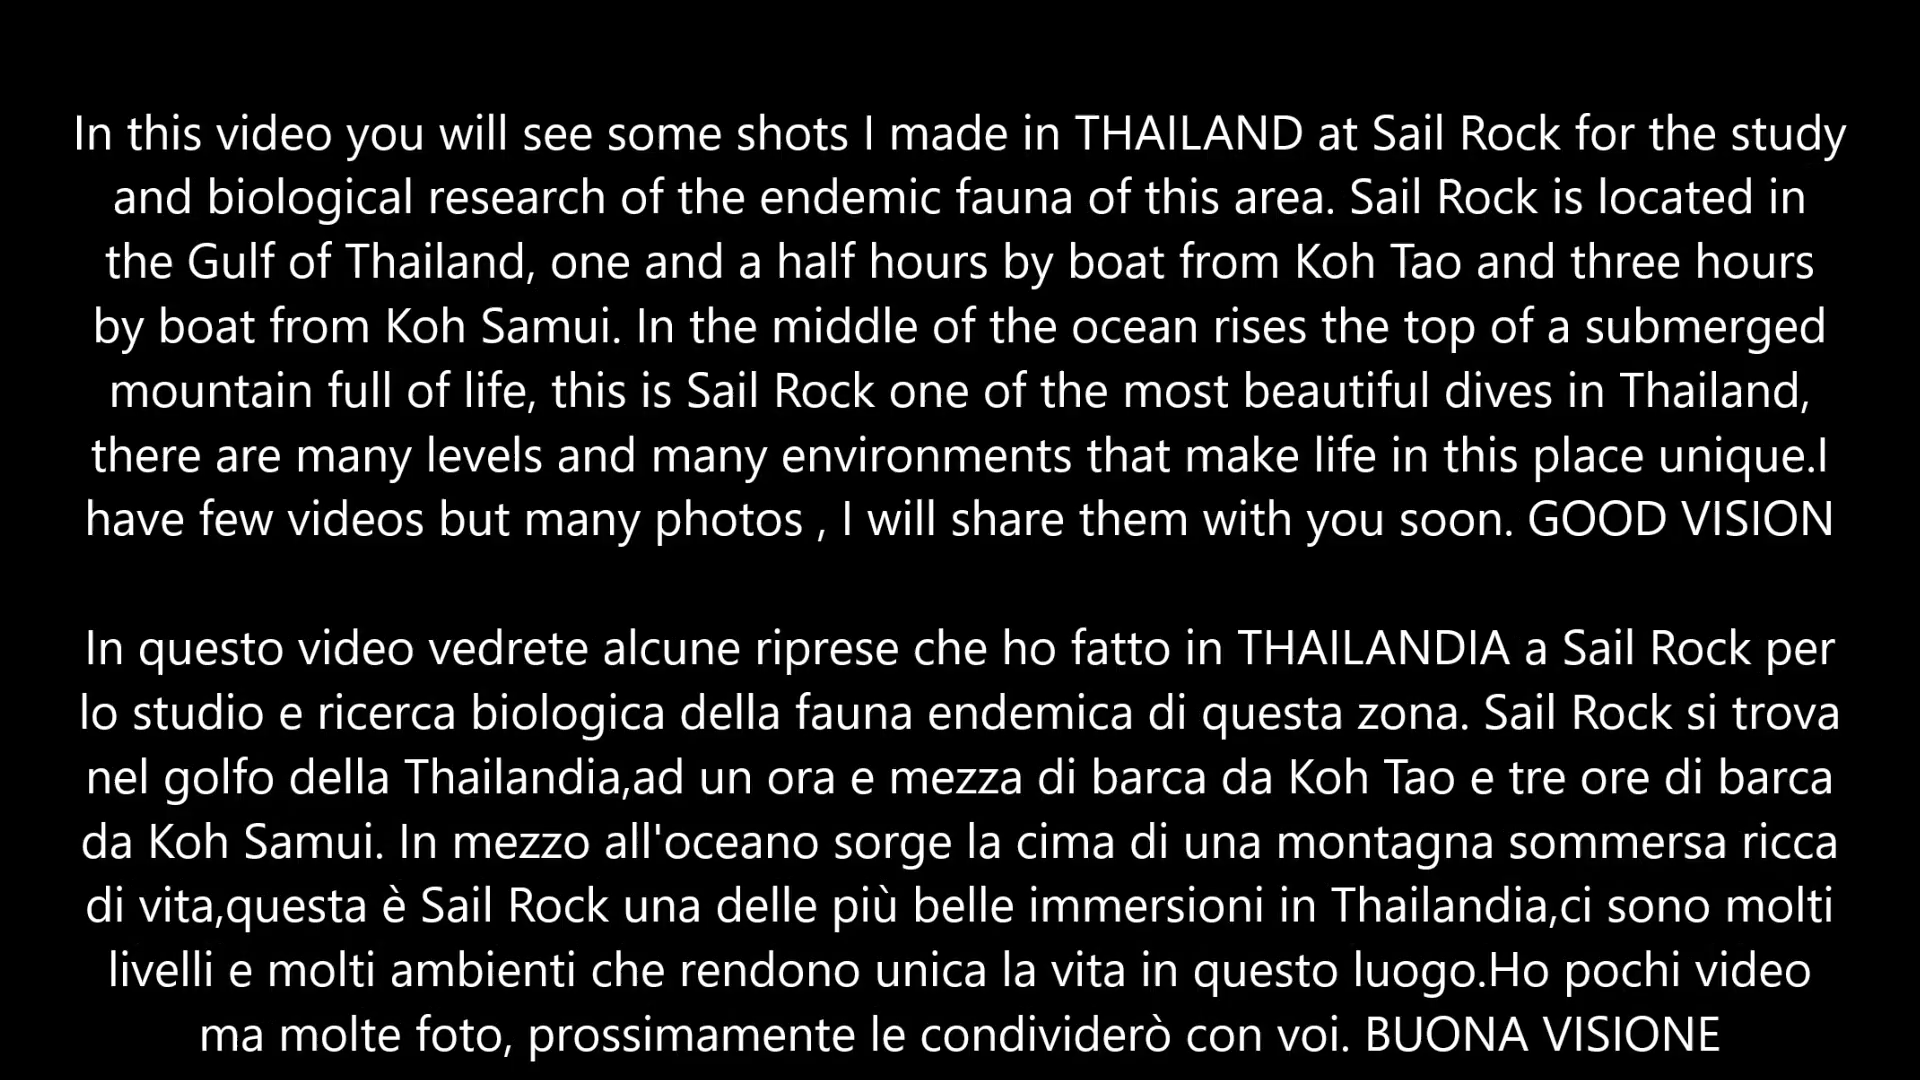 In this video you will see some shots I made in THAILAND at Sail Rock for the study
and biological research of the endemic fauna of this area. Sail Rock is located in
the Gulf of Thailand, one and a half hours by boat from Koh Tao and three hours
by boat from Koh Samui. In the middle of the ocean rises the top of a submerged
mountain full of life, this is Sail Rock one of the most beautiful dives in Thailand,
there are many levels and many environments that make life in this place unique.I
have few videos but many photos , I will share them with you soon. GOOD VISION
In questo video vedrete alcune riprese che ho fatto in THAILANDIA a Sail Rock per
lo studio e ricerca biologica della fauna endemica di questa zona. Sail Rock si trova
nel golfo della Thailandia,ad un ora e mezza di barca da Koh Tao e tre ore di barca
da Koh Samui. In mezzo all'oceano sorge la cima di una montagna sommersa ricca
di vita,questa è Sail Rock una delle più belle immersioni in Thailandia,ci sono molti
livelli e molti ambienti che rendono unica la vita in questo luogo.Ho pochi video
ma molte foto, prossimamente le condividerò con voi. BUONA VISIONE